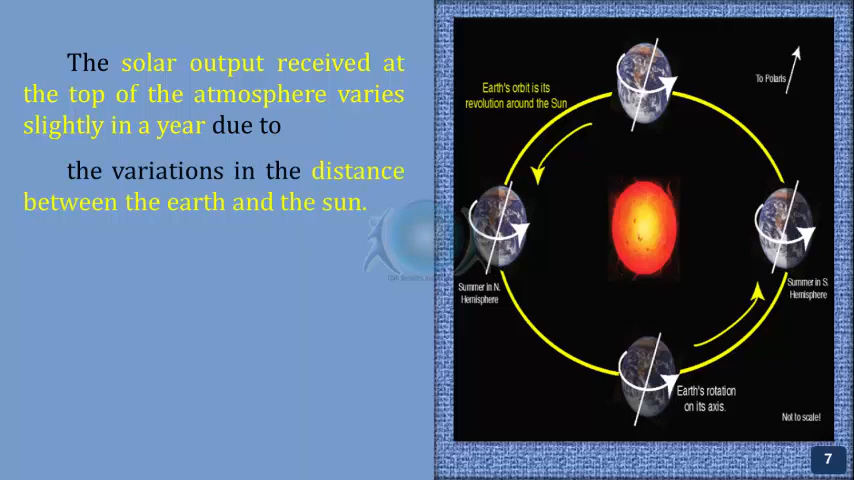 The solar output received at
the top of the atmosphere varies
slightly in a year due to
the variations in the distance
between the earth and the sun.
Earth's orbit is its
revolution around the Sun
To Polaris
Summer in N.
Hemisphere
Summer in S.
Hemisphere
Earth's rotation
on its axis.
Not to scale!
7